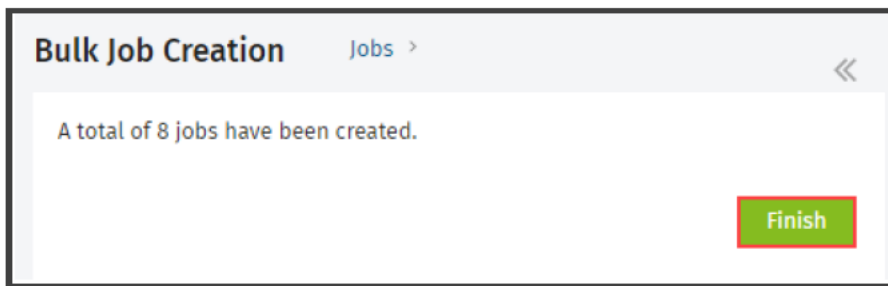 Bulk Job Creation Jobs >
A total of 8 jobs have been created.
Finish